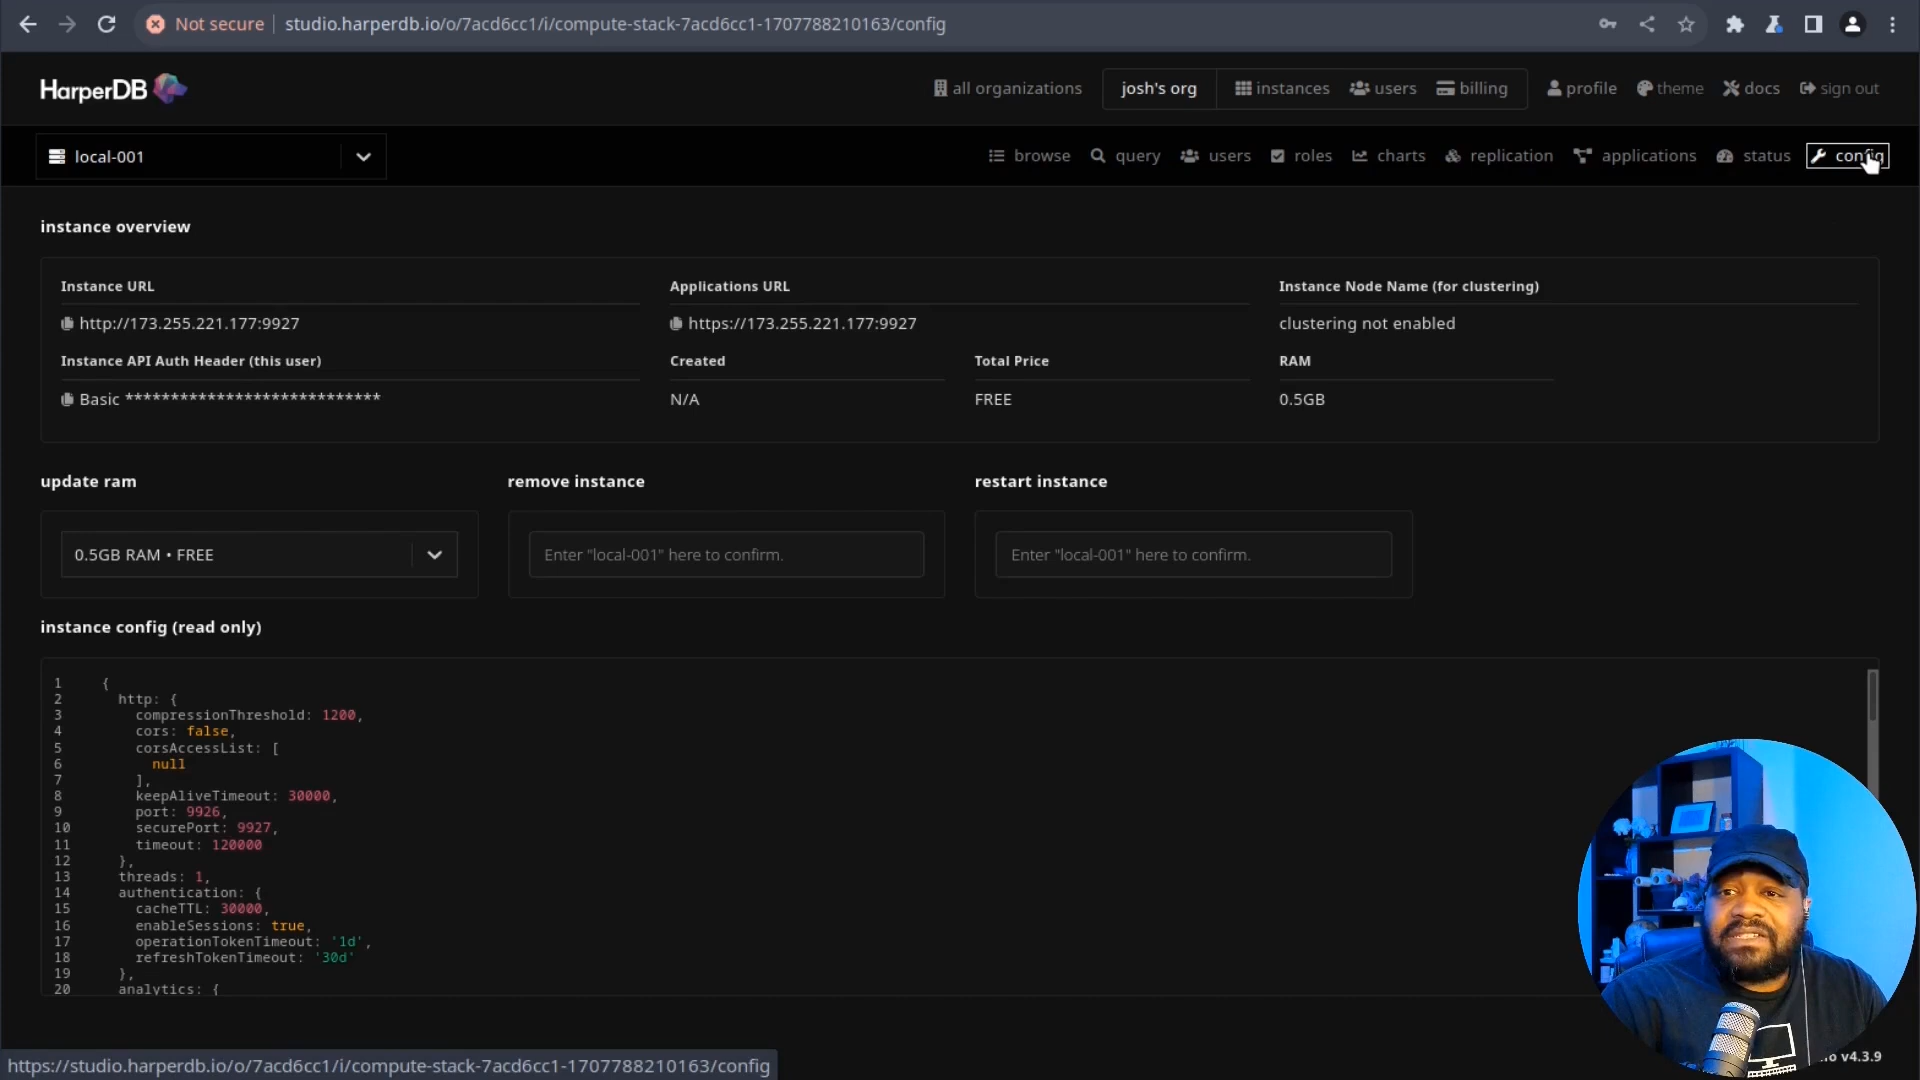 Not secure
studio.harperdb.io/o/7acd6cc1/i/compute-stack-7acd6cc1-1707788210163/config
HarperDB
all organizations
josh's org
instances
users
billing
profile
theme
docs
sign out
local-001
browse
query
users
roles
charts
replication
applications
status
config
instance overview
Instance URL
Applications URL
Instance Node Name (for clustering)
http://173.255.221.177:9927
https://173.255.221.177:9927
clustering not enabled
Instance API Auth Header (this user)
Created
Total Price
RAM
Basic ****************************
N/A
FREE
0.5GB
update ram
remove instance
restart instance
0.5GB RAM • FREE
Enter "local-001" here to confirm.
Enter "local-001" here to confirm.
instance config (read only)
1 {
2 http: {
3 compressionThreshold: 1200,
4 cors: false,
5 corsAccessList: [
6 null
7 ],
8 keepAliveTimeout: 30000,
9 port: 9926,
10 securePort: 9927,
11 timeout: 120000
12 },
13 threads: 1,
14 authentication: {
15 cacheTTL: 30000,
16 enableSessions: true,
17 operationTokenTimeout: '1d',
18 refreshTokenTimeout: '30d'
19 },
20 analytics: {
v4.3.9
https://studio.harperdb.io/o/7acd6cc1/i/compute-stack-7acd6cc1-1707788210163/config